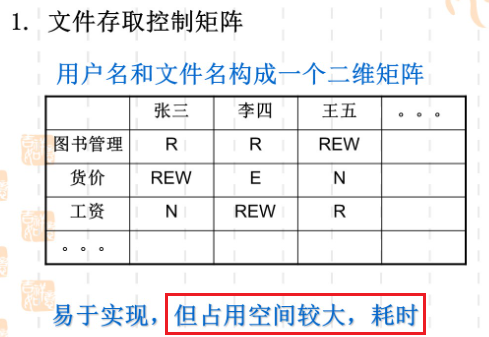 1. 文件存取控制矩阵
用户名和文件名构成一个二维矩阵
张三 李四 王五 。。。
图书管理 R R REW
货价 REW E N
工资 N REW R
。。。
易于实现，但占用空间较大，耗时